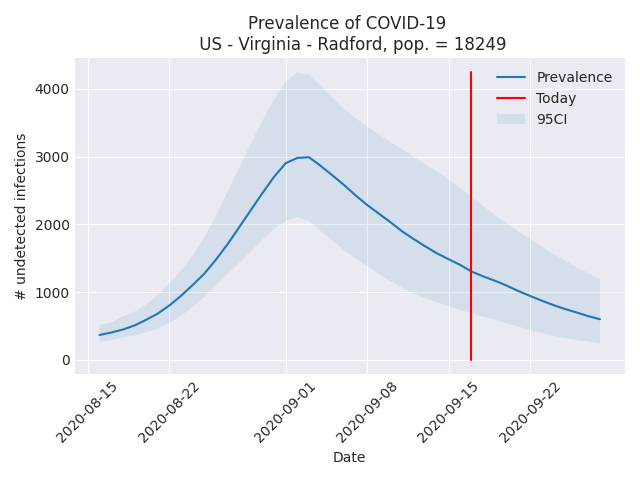 Prevalence of COVID-19
US - Virginia - Radford, pop. = 18249
Prevalence
Today
95CI
# undetected infections
4000
3000
2000
1000
0
2020-08-15
2020-08-22
2020-09-01
2020-09-08
2020-09-15
2020-09-22
Date